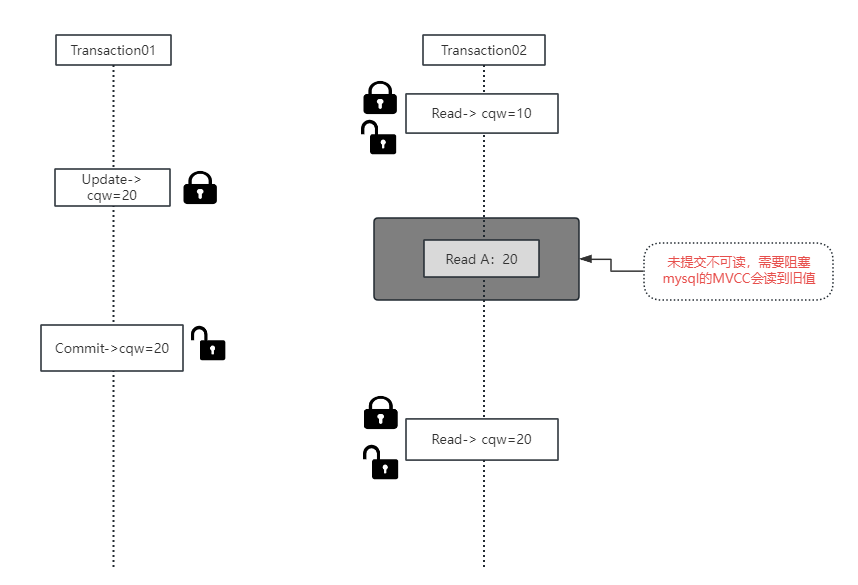 Transaction01
Transaction02
Read-> cqw=10
Update->
cqw=20
Read A：20
未提交不可读，需要阻塞
mysql的MVCC会读到旧值
Commit->cqw=20
Read-> cqw=20